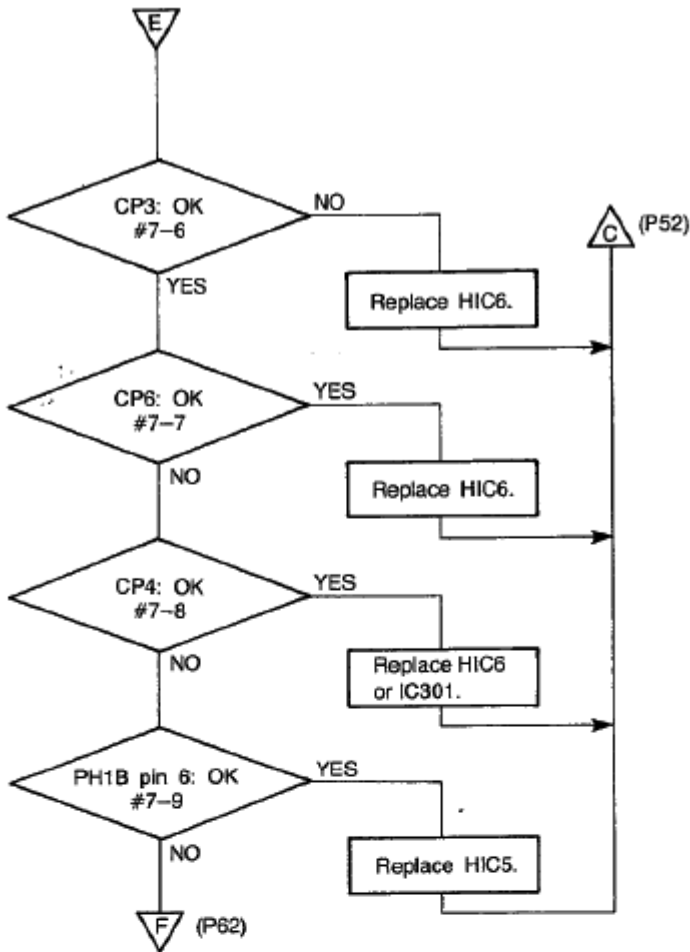 E
CP3: OK
#7-6
NO
YES
Replace HIC6.
C
(P52)
CP6: OK
#7-7
YES
NO
Replace HIC6.
CP4: OK
#7-8
YES
NO
Replace HIC6
or IC301.
PH1B pin 6: OK
#7-9
YES
NO
Replace HIC5.
F
(P62)